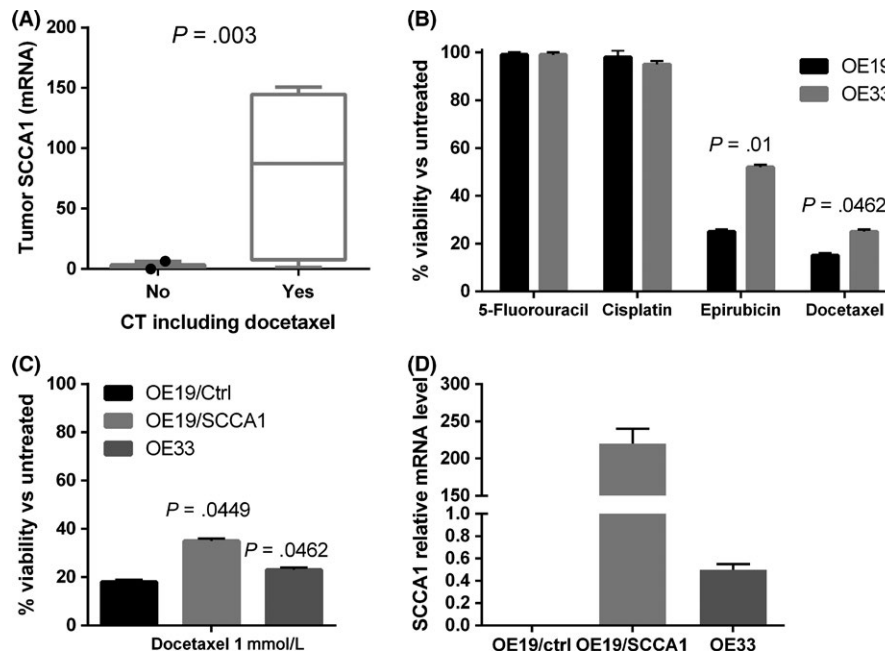 (A)
P = .003
Tumor SCCA1 (mRNA)
200
150
100
50
0
No
Yes
CT including docetaxel
(B)
% viability vs untreated
100
80
60
40
20
0
OE19
OE33
P = .01
P = .0462
5-Fluorouracil
Cisplatin
Epirubicin
Docetaxel
(C)
% viability vs untreated
100
80
60
40
20
0
OE19/Ctrl
OE19/SCCA1
OE33
P = .0449
P = .0462
Docetaxel 1 mmol/L
(D)
SCCA1 relative mRNA level
300
250
200
150
1.0
0.8
0.6
0.4
0.2
0.0
OE19/ctrl
OE19/SCCA1
OE33